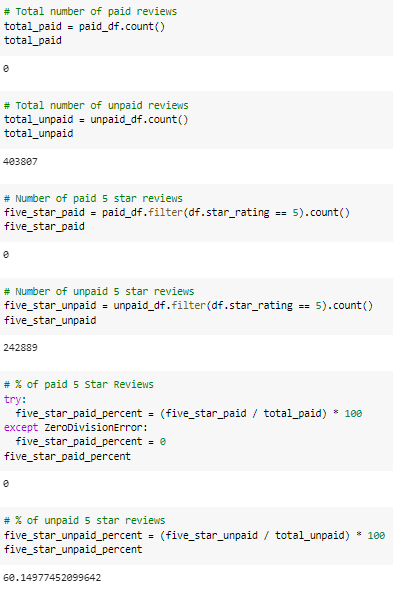 # Total number of paid reviews
total_paid = paid_df.count()
total_paid
0
# Total number of unpaid reviews
total_unpaid = unpaid_df.count()
total_unpaid
403807
# Number of paid 5 star reviews
five_star_paid = paid_df.filter(df.star_rating == 5).count()
five_star_paid
0
# Number of unpaid 5 star reviews
five_star_unpaid = unpaid_df.filter(df.star_rating == 5).count()
five_star_unpaid
242889
# % of paid 5 Star Reviews
try:
  five_star_paid_percent = (five_star_paid / total_paid) * 100
except ZeroDivisionError:
  five_star_paid_percent = 0
five_star_paid_percent
0
# % of unpaid 5 star reviews
five_star_unpaid_percent = (five_star_unpaid / total_unpaid) * 100
five_star_unpaid_percent
60.14977452099642